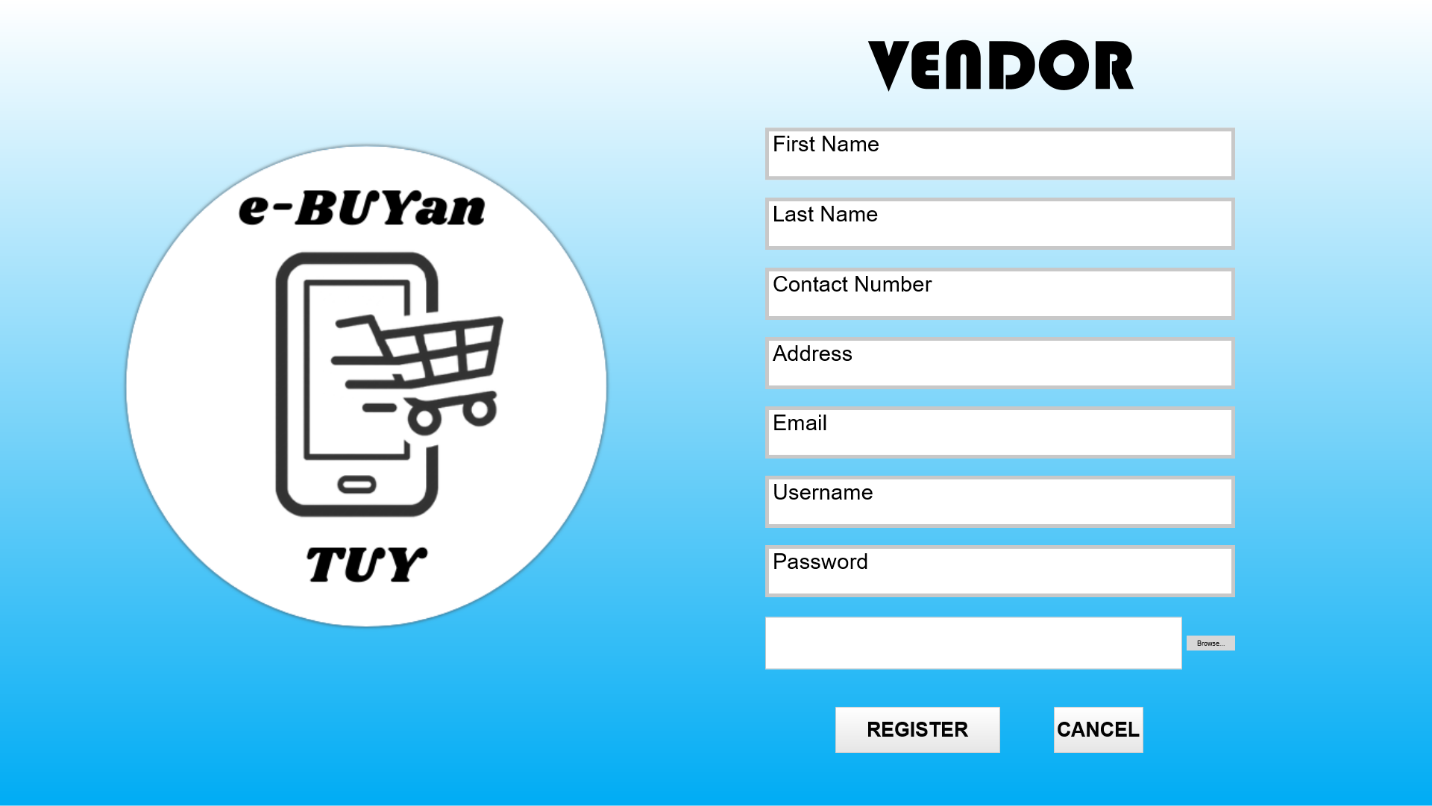 e-BUYan
TUY
VENDOR
First Name
Last Name
Contact Number
Address
Email
Username
Password
Browse...
REGISTER
CANCEL